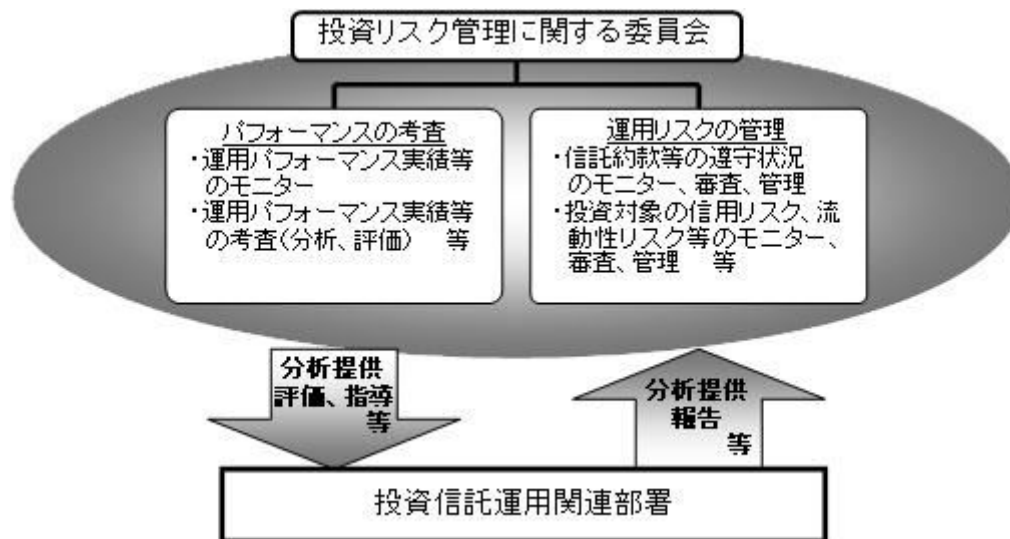 投資リスク管理に関する委員会
パフォーマンスの考査
・運用パフォーマンス実績等
のモニター
・運用パフォーマンス実績等
の考査(分析、評価) 等
運用リスクの管理
・信託約款等の遵守状況
のモニター、審査、管理
・投資対象の信用リスク、流
動性リスク等のモニター、
審査、管理 等
分析提供
評価、指導
等
分析提供
報告
等
投資信託運用関連部署